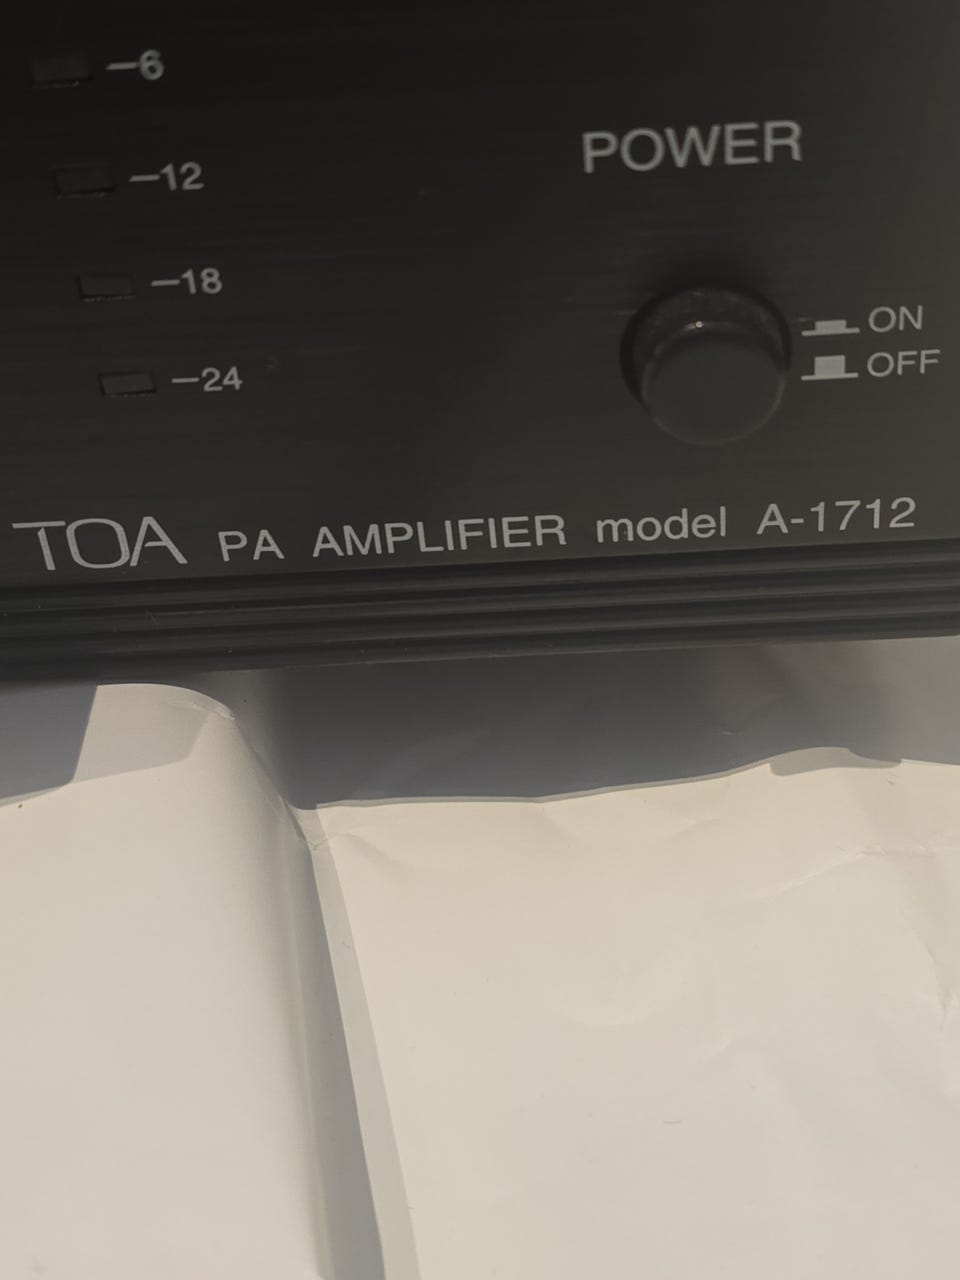 –6
POWER
–12
–18
ON
OFF
–24
TOA PA AMPLIFIER model A-1712